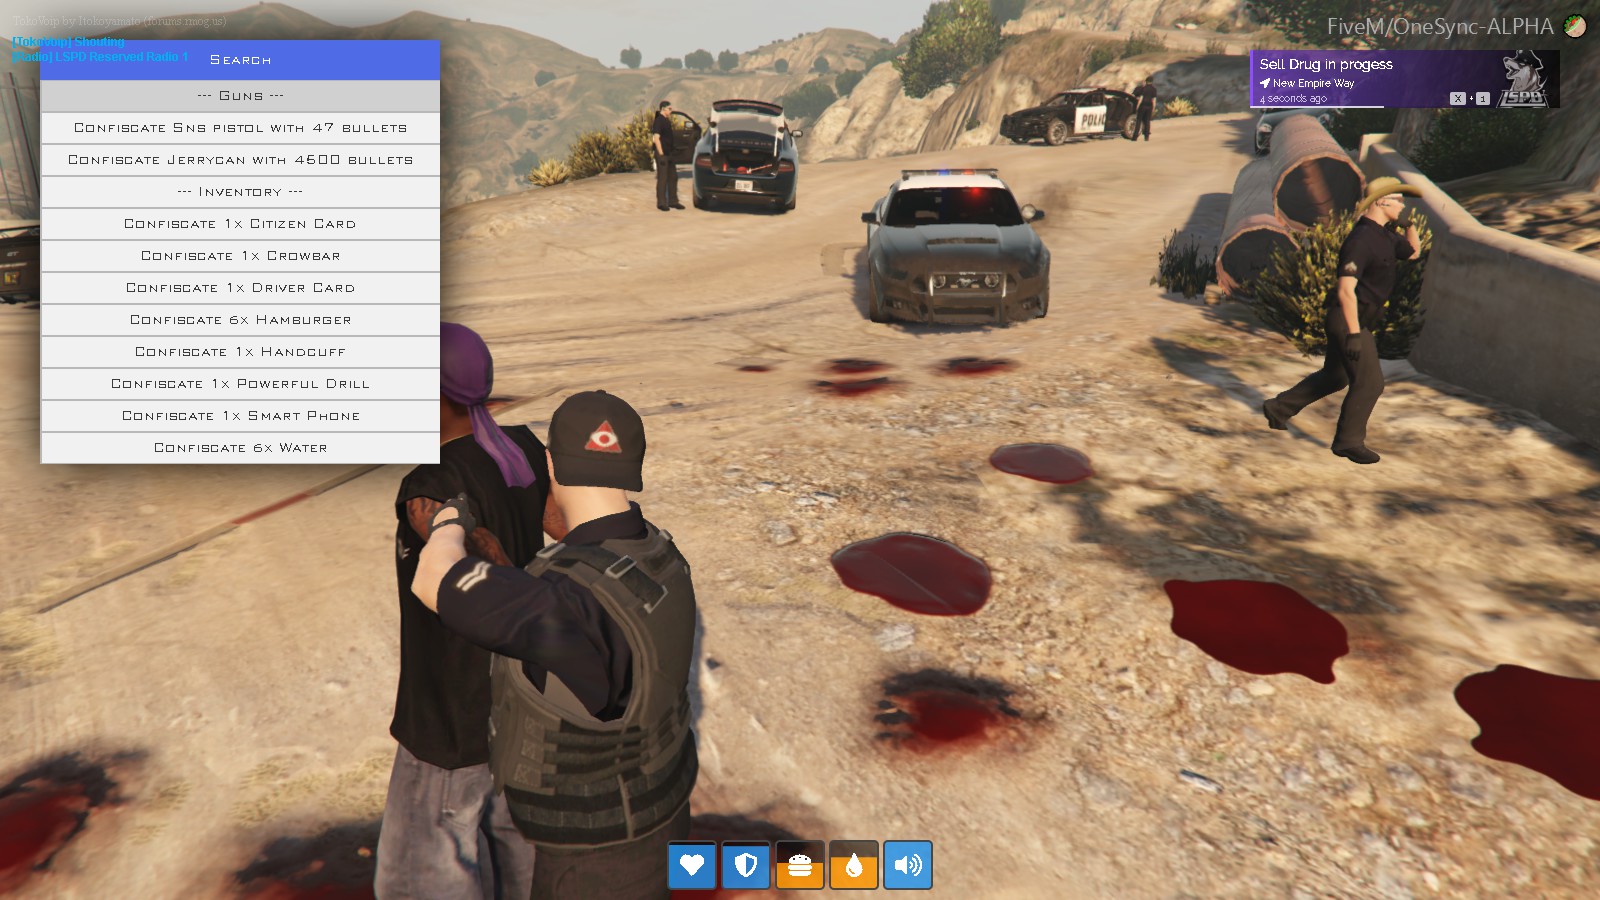 TokoVoip by Itokoyamato (forums.rmog.us)
[TokoVoip] Shouting
[Radio] LSPD Reserved Radio 1
Search
--- Guns ---
Confiscate Sns pistol with 47 bullets
Confiscate Jerrycan with 4500 bullets
--- Inventory ---
Confiscate 1x Citizen Card
Confiscate 1x Crowbar
Confiscate 1x Driver Card
Confiscate 6x Hamburger
Confiscate 1x Handcuff
Confiscate 1x Powerful Drill
Confiscate 1x Smart Phone
Confiscate 6x Water
FiveM/OneSync-ALPHA
Sell Drug in progess
New Empire Way
4 seconds ago
X + 1
LSPD
POLIC